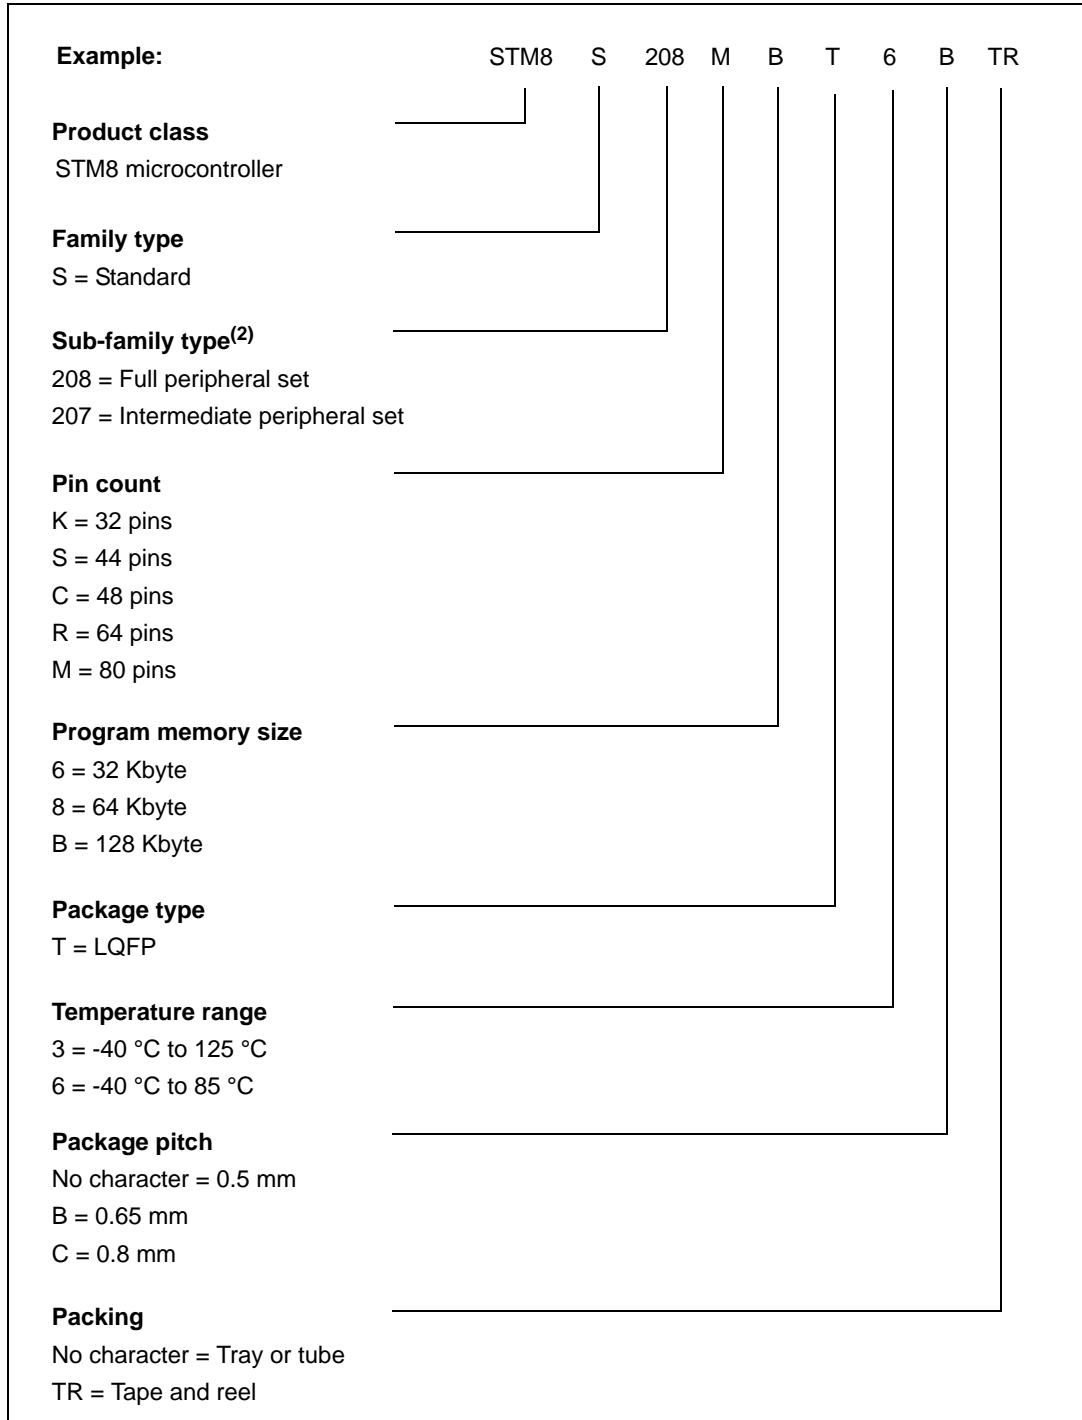 Example: STM8 S 208 M B T 6 B TR
Product class
STM8 microcontroller
Family type
S = Standard
Sub-family type(2)
208 = Full peripheral set
207 = Intermediate peripheral set
Pin count
K = 32 pins
S = 44 pins
C = 48 pins
R = 64 pins
M = 80 pins
Program memory size
6 = 32 Kbyte
8 = 64 Kbyte
B = 128 Kbyte
Package type
T = LQFP
Temperature range
3 = -40 °C to 125 °C
6 = -40 °C to 85 °C
Package pitch
No character = 0.5 mm
B = 0.65 mm
C = 0.8 mm
Packing
No character = Tray or tube
TR = Tape and reel